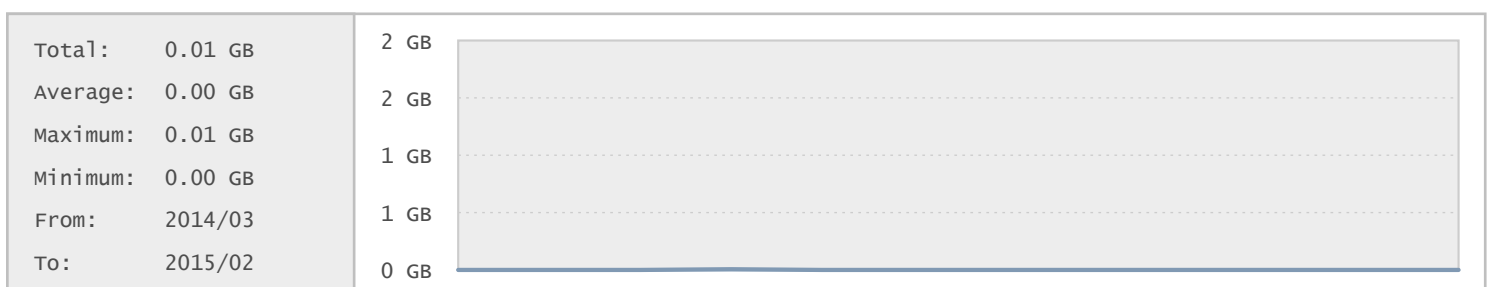 Total: 0.01 GB
Average: 0.00 GB
Maximum: 0.01 GB
Minimum: 0.00 GB
From: 2014/03
To: 2015/02
2 GB
2 GB
1 GB
1 GB
0 GB